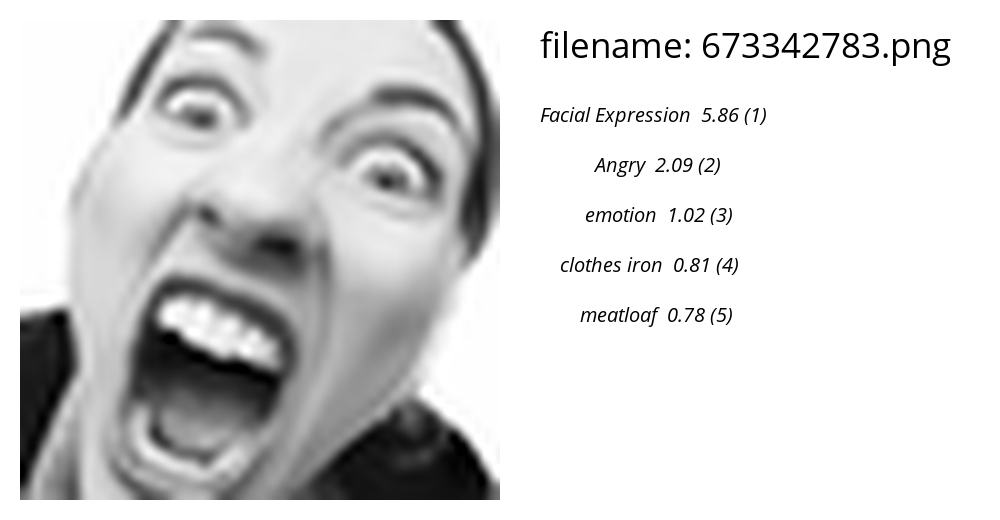 filename: 673342783.png
Facial Expression 5.86 (1)
Angry 2.09 (2)
emotion 1.02 (3)
clothes iron 0.81 (4)
meatloaf 0.78 (5)